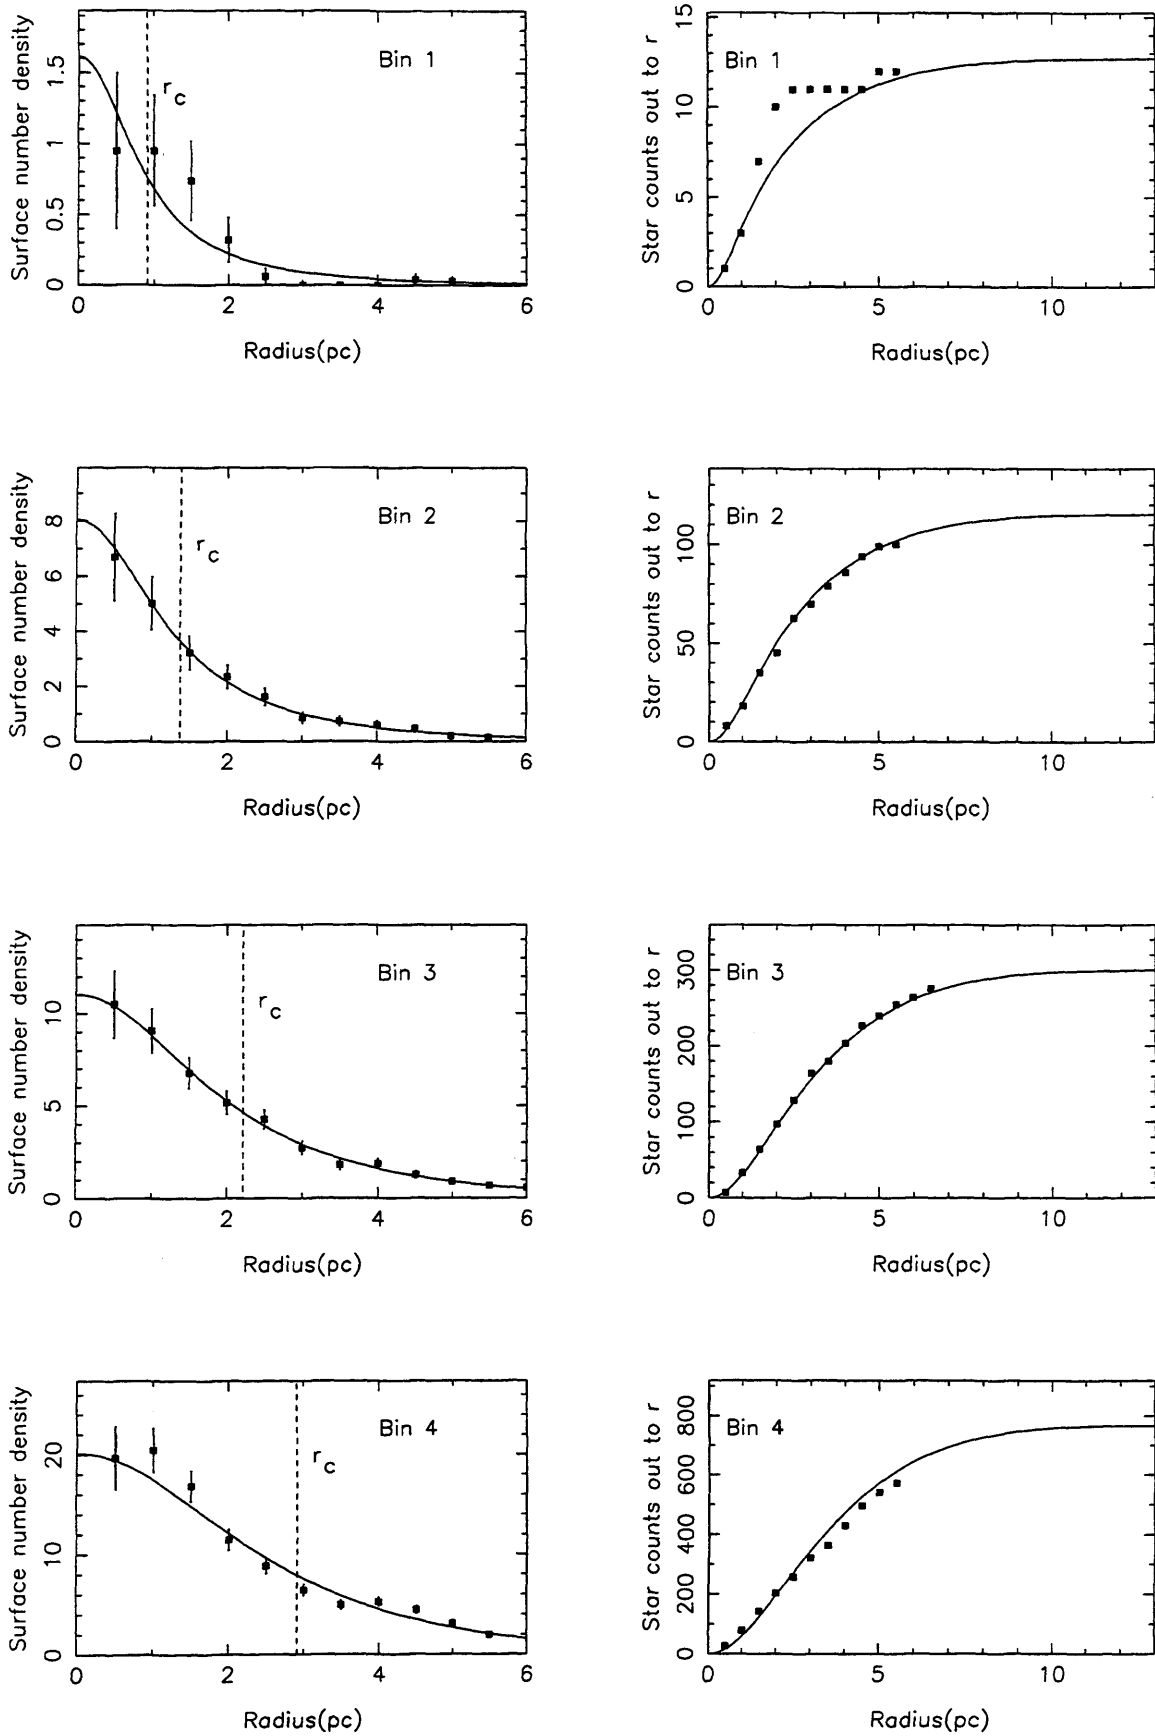 Surface number density
0 0.5 1 1.5
Bin 1
r_c
0 2 4 6
Radius(pc)
Star counts out to r
0 5 10 15
Bin 1
0 5 10
Radius(pc)
Surface number density
0 2 4 6 8
Bin 2
r_c
0 2 4 6
Radius(pc)
Star counts out to r
0 50 100
Bin 2
0 5 10
Radius(pc)
Surface number density
0 5 10
Bin 3
r_c
0 2 4 6
Radius(pc)
Star counts out to r
0 100 200 300
Bin 3
0 5 10
Radius(pc)
Surface number density
0 10 20
Bin 4
r_c
0 2 4 6
Radius(pc)
Star counts out to r
0 200 400 600 800
Bin 4
0 5 10
Radius(pc)